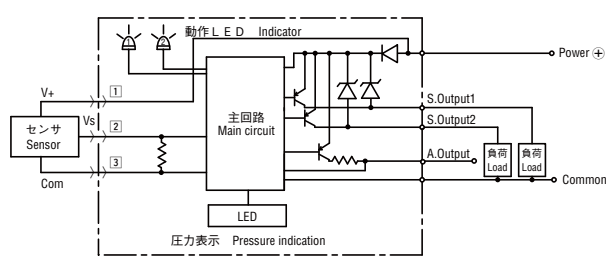 動作ＬＥＤ Indicator
1
2
Power ⊕
V+
1
S.Output1
センサ
Sensor
Vs
2
主回路
Main circuit
S.Output2
A.Output
負荷
Load
負荷
Load
3
Com
Common
LED
圧力表示 Pressure indication